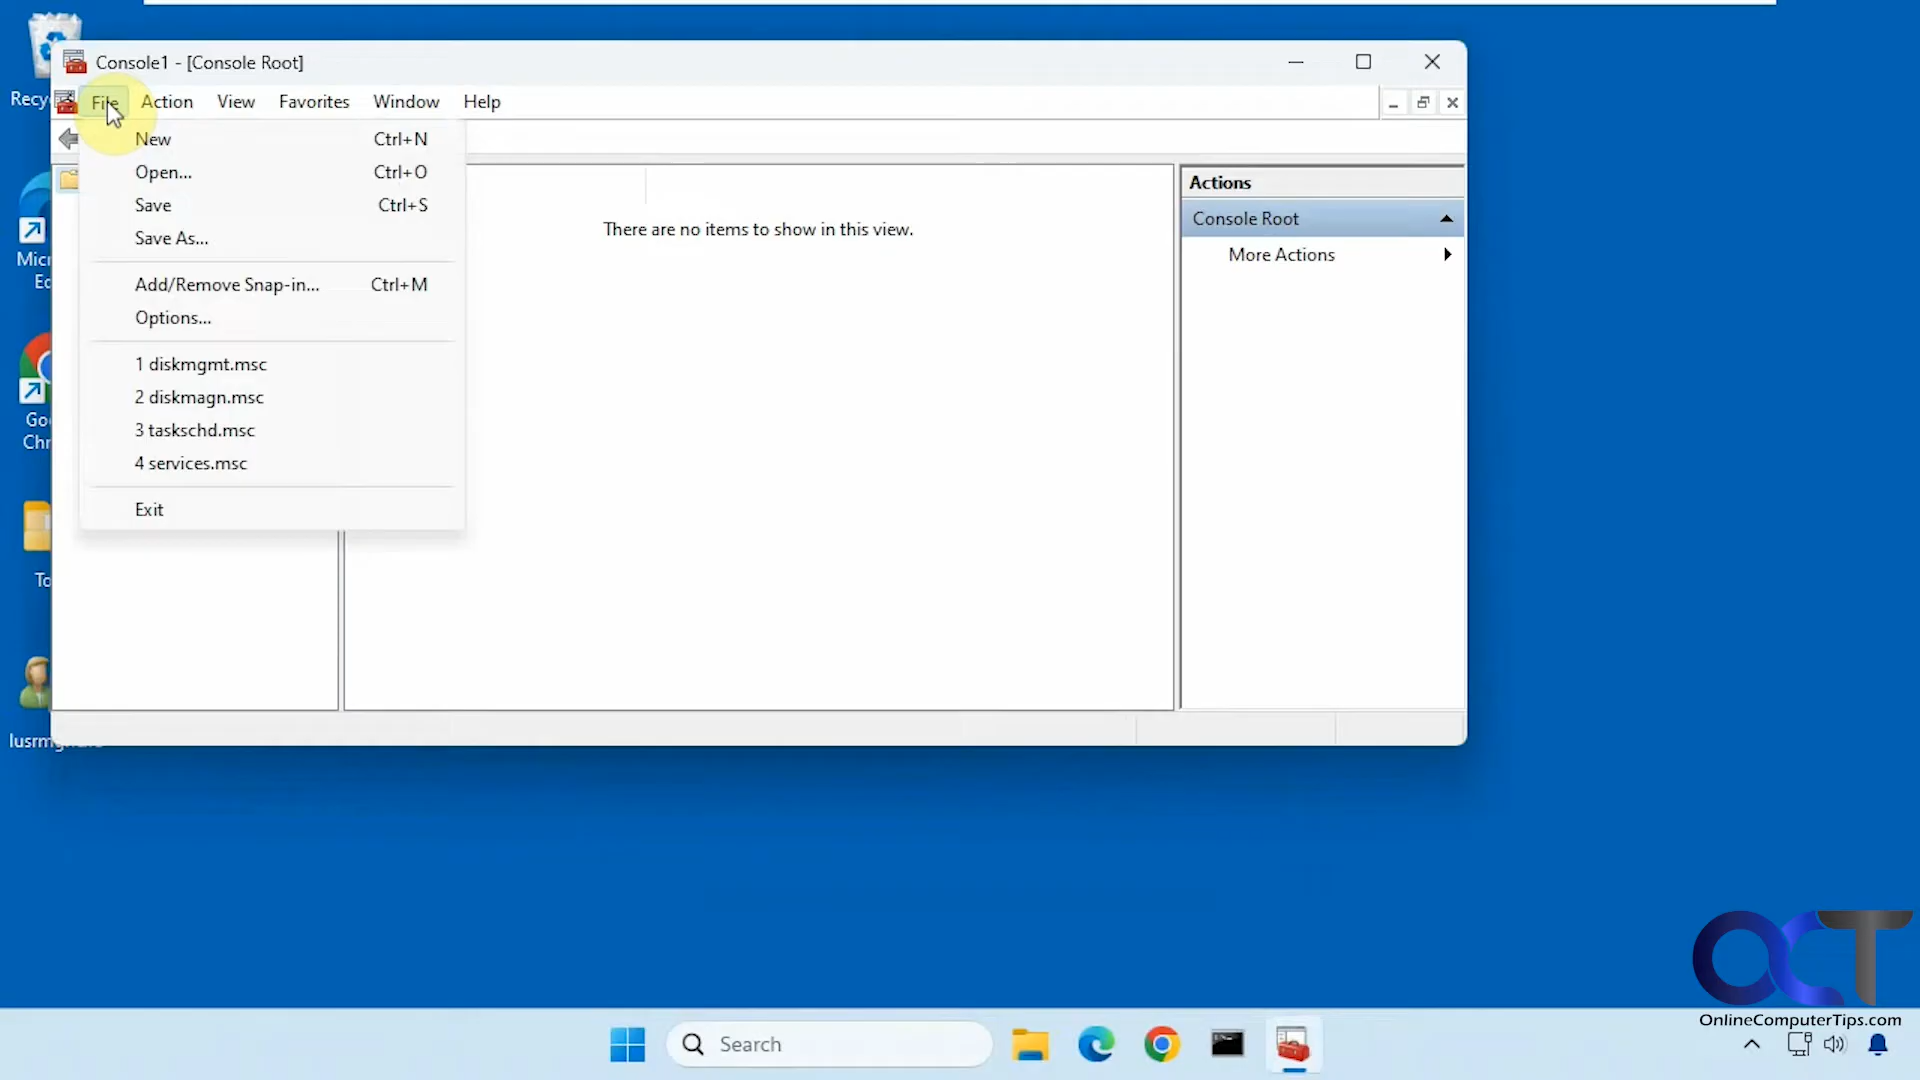 Console1 - [Console Root]
File Action View Favorites Window Help
New Ctrl+N
Open... Ctrl+O
Save Ctrl+S
Save As...
Add/Remove Snap-in... Ctrl+M
Options...
1 diskmgmt.msc
2 diskmagn.msc
3 taskschd.msc
4 services.msc
Exit
There are no items to show in this view.
Actions
Console Root
More Actions
Recy
Micr
Ec
Goo
Chr
To
OCT
OnlineComputerTips.com
Search